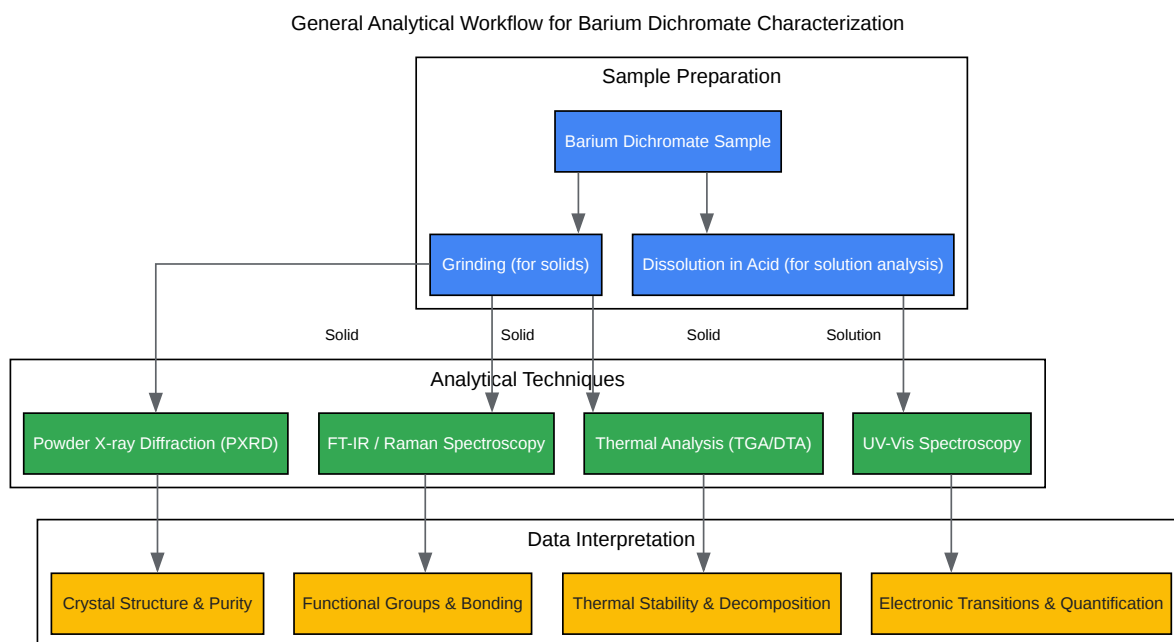 General Analytical Workflow for Barium Dichromate Characterization
Sample Preparation
Barium Dichromate Sample
Grinding (for solids)
Dissolution in Acid (for solution analysis)
Solid
Solid
Solid
Solution
Analytical Techniques
Powder X-ray Diffraction (PXRD)
FT-IR / Raman Spectroscopy
Thermal Analysis (TGA/DTA)
UV-Vis Spectroscopy
Data Interpretation
Crystal Structure & Purity
Functional Groups & Bonding
Thermal Stability & Decomposition
Electronic Transitions & Quantification